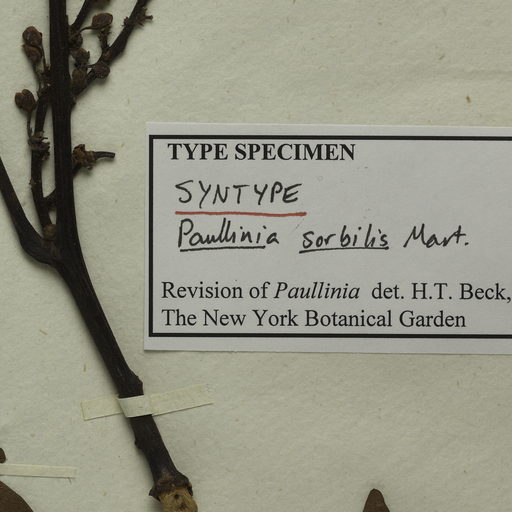 TYPE SPECIMEN
SYNTYPE
Paullinia sorbilis Mart.
Revision of Paullinia det. H.T. Beck,
The New York Botanical Garden